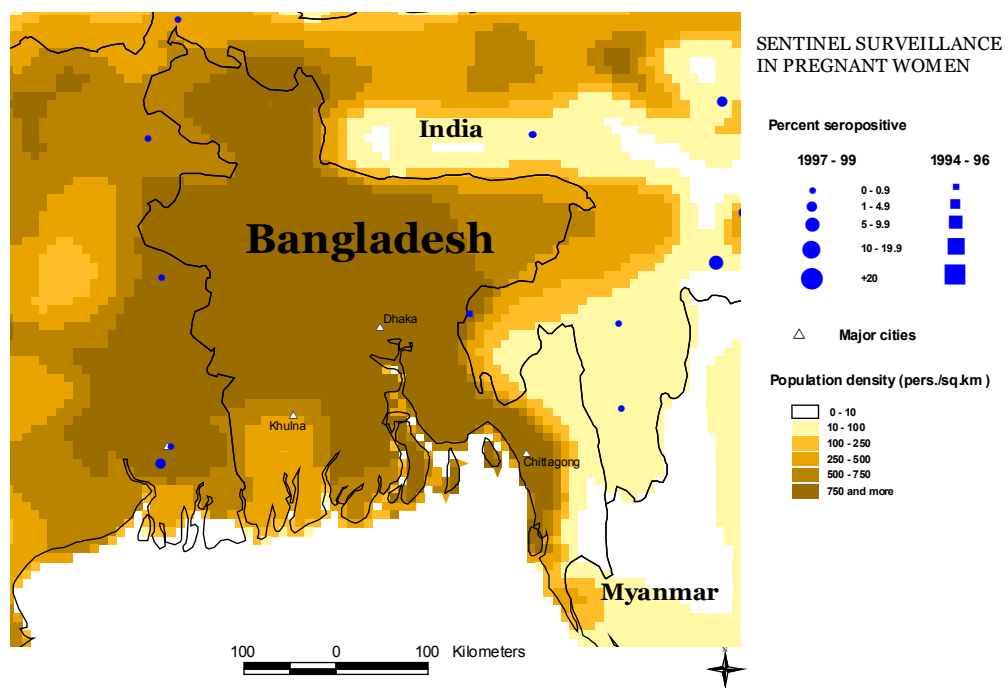 SENTINEL SURVEILLANCE
IN PREGNANT WOMEN
India
Bangladesh
Dhaka
Khulna
Chittagong
Myanmar
Percent seropositive
1997 - 99
1994 - 96
0 - 0.9
1 - 4.9
5 - 9.9
10 - 19.9
+20
Major cities
Population density (pers./sq.km )
0 - 10
10 - 100
100 - 250
250 - 500
500 - 750
750 and more
100 0 100 Kilometers
N